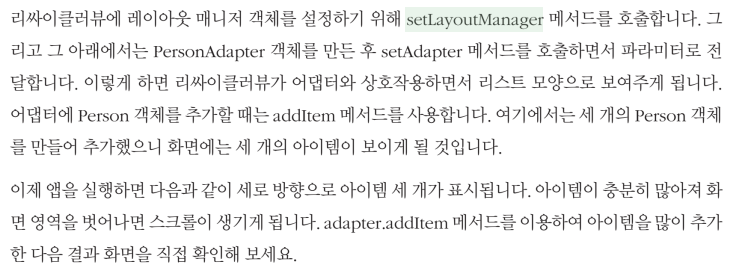 리싸이클러뷰에 레이아웃 매니저 객체를 설정하기 위해 setLayoutManager 메서드를 호출합니다. 그
리고 그 아래에서는 PersonAdapter 객체를 만든 후 setAdapter 메서드를 호출하면서 파라미터로 전
달합니다. 이렇게 하면 리싸이클러뷰가 어댑터와 상호작용하면서 리스트 모양으로 보여주게 됩니다.
어댑터에 Person 객체를 추가할 때는 addItem 메서드를 사용합니다. 여기에서는 세 개의 Person 객체
를 만들어 추가했으니 화면에는 세 개의 아이템이 보이게 될 것입니다.
이제 앱을 실행하면 다음과 같이 세로 방향으로 아이템 세 개가 표시됩니다. 아이템이 충분히 많아져 화
면 영역을 벗어나면 스크롤이 생기게 됩니다. adapter.addItem 메서드를 이용하여 아이템을 많이 추가
한 다음 결과 화면을 직접 확인해 보세요.